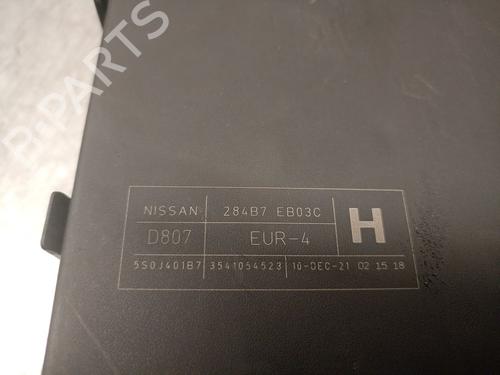 B-PARTS
NISSAN 284B7 EB03C H
D807 EUR-4
5S0J401B7 3541054523 10-DEC-21 02 15 18